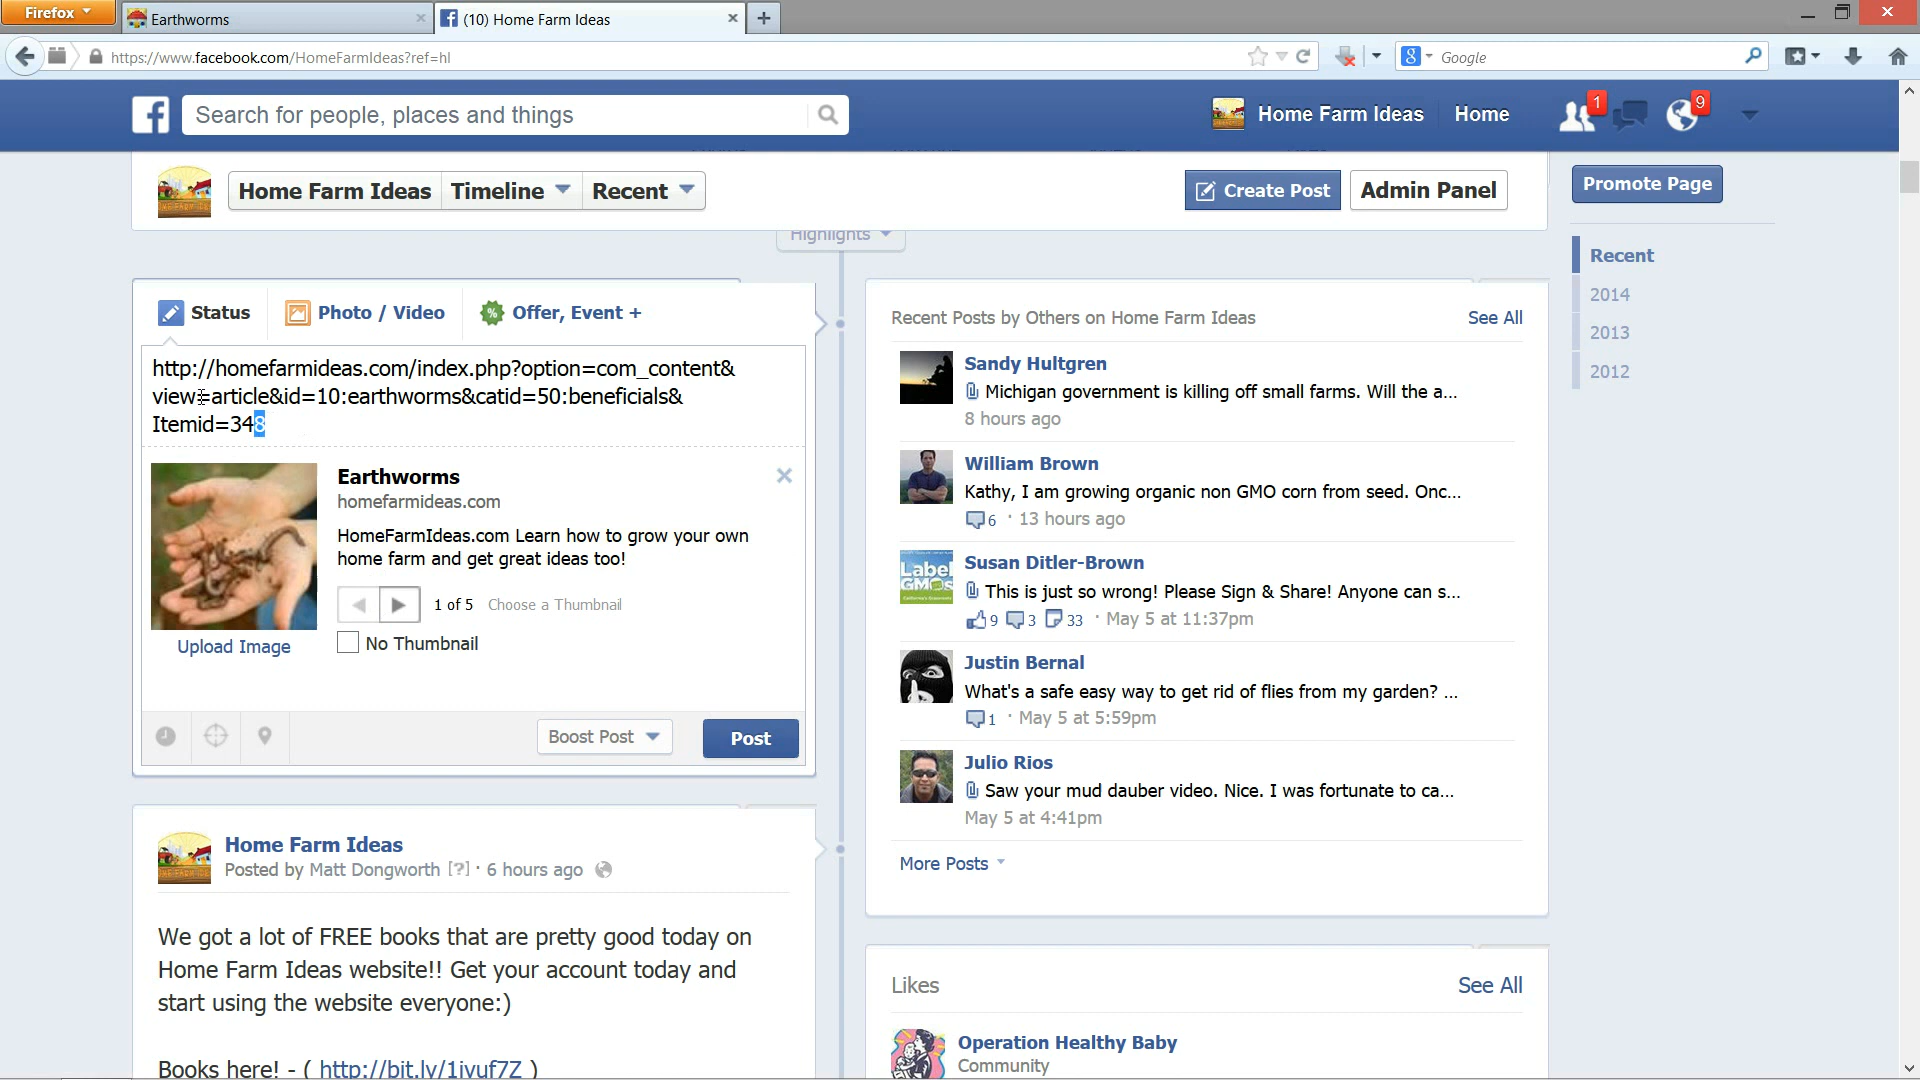 Firefox
Earthworms
(10) Home Farm Ideas
https://www.facebook.com/HomeFarmIdeas?ref=hl
Google
Search for people, places and things
Home Farm Ideas
Home
1
9
Home Farm Ideas
Timeline
Recent
Create Post
Admin Panel
Promote Page
Highlights
Recent
2014
2013
2012
Status
Photo / Video
Offer, Event +
http://homefarmideas.com/index.php?option=com_content&
view=article&id=10:earthworms&catid=50:beneficials&
Itemid=348
Earthworms
homefarmideas.com
HomeFarmIdeas.com Learn how to grow your own
home farm and get great ideas too!
1 of 5 Choose a Thumbnail
No Thumbnail
Upload Image
Boost Post
Post
Home Farm Ideas
Posted by Matt Dongworth [?] · 6 hours ago
We got a lot of FREE books that are pretty good today on
Home Farm Ideas website!! Get your account today and
start using the website everyone:)
Books here! - ( http://bit.ly/1jyuf7Z )
Recent Posts by Others on Home Farm Ideas
See All
Sandy Hultgren
Michigan government is killing off small farms. Will the a...
8 hours ago
William Brown
Kathy, I am growing organic non GMO corn from seed. Onc...
6 · 13 hours ago
Label
GMOs
Susan Ditler-Brown
This is just so wrong! Please Sign & Share! Anyone can s...
9 3 33 · May 5 at 11:37pm
Justin Bernal
What's a safe easy way to get rid of flies from my garden? ...
1 · May 5 at 5:59pm
Julio Rios
Saw your mud dauber video. Nice. I was fortunate to ca...
May 5 at 4:41pm
More Posts
Likes
See All
Operation Healthy Baby
Community